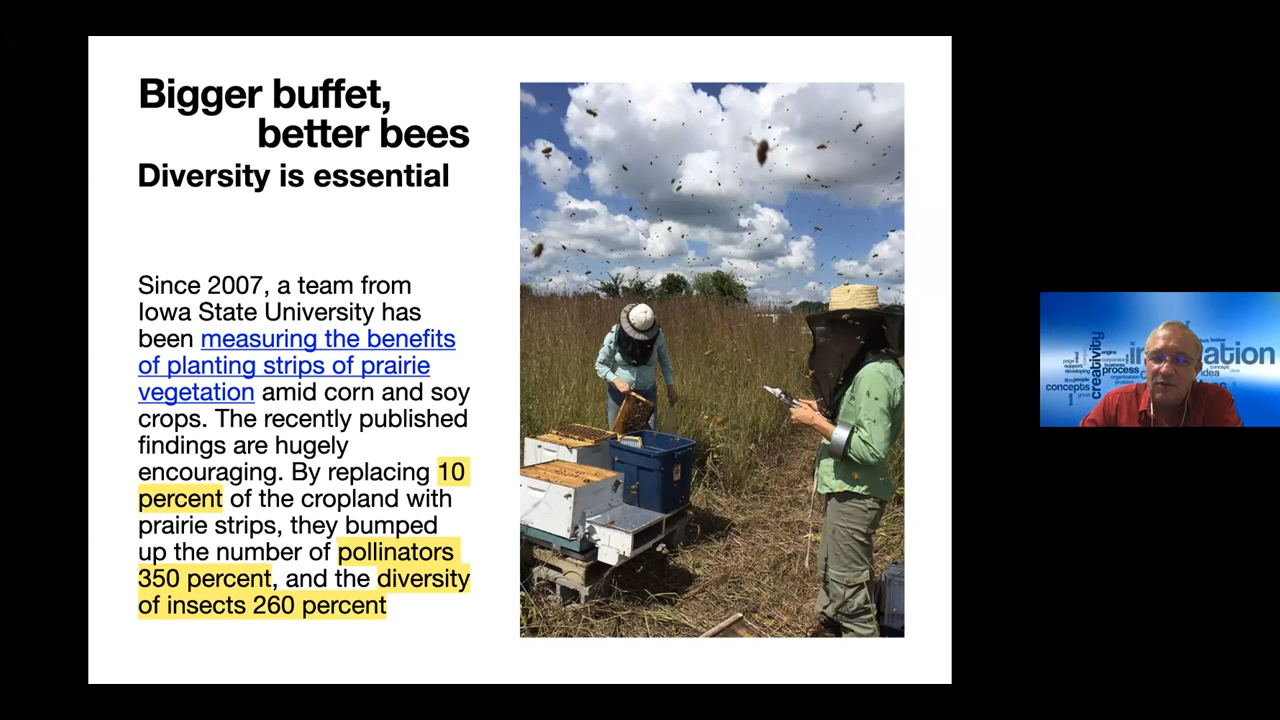 Bigger buffet,
better bees
Diversity is essential
Since 2007, a team from
Iowa State University has
been measuring the benefits
of planting strips of prairie
vegetation amid corn and soy
crops. The recently published
findings are hugely
encouraging. By replacing 10
percent of the cropland with
prairie strips, they bumped
up the number of pollinators
350 percent, and the diversity
of insects 260 percent
creativity
process
concepts
idea